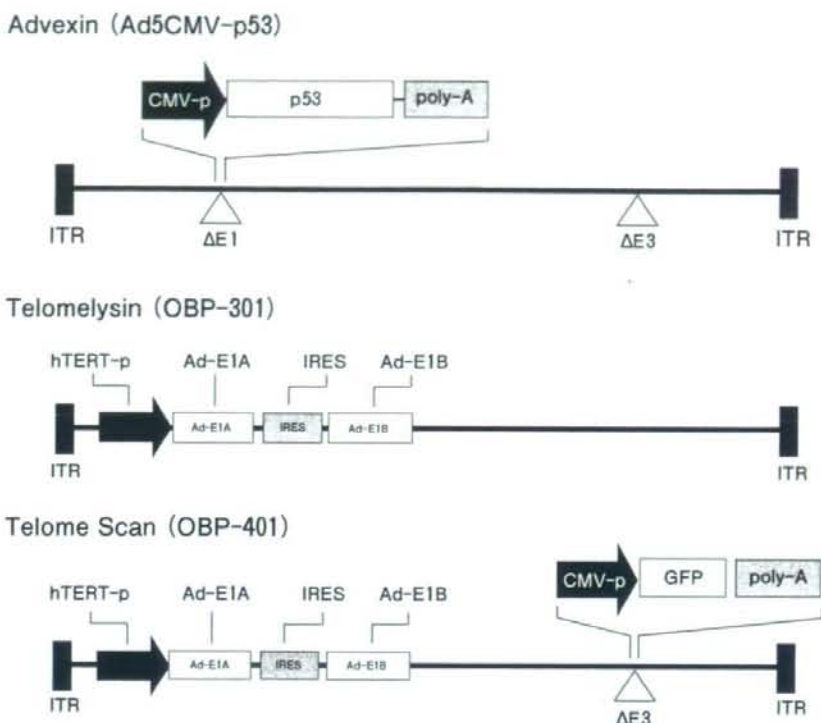 Advexin (Ad5CMV-p53)
CMV-p p53 poly-A
ITR ΔE1 ΔE3 ITR
Telomelysin (OBP-301)
hTERT-p Ad-E1A IRES Ad-E1B
Ad-E1A IRES Ad-E1B
ITR ITR
Telome Scan (OBP-401)
CMV-p GFP poly-A
hTERT-p Ad-E1A IRES Ad-E1B
Ad-E1A IRES Ad-E1B
ITR ΔE3 ITR